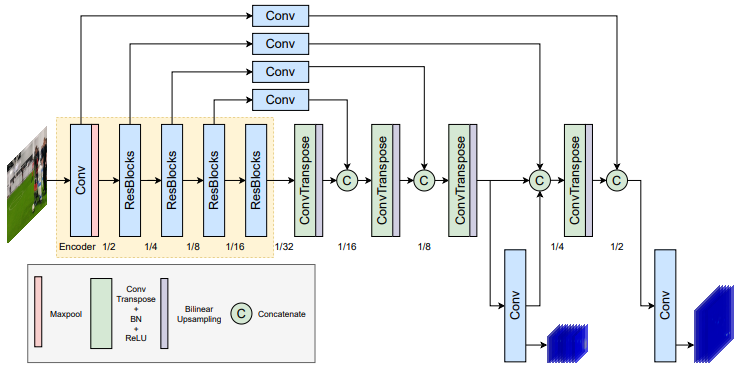 Conv
Conv
Conv
Conv
Conv
ResBlocks
ResBlocks
ResBlocks
ResBlocks
ConvTranspose
C
ConvTranspose
C
ConvTranspose
C
ConvTranspose
C
Encoder 1/2 1/4 1/8 1/16 1/32 1/16 1/8 1/4 1/2
Conv
Conv
Maxpool
Conv
Transpose
+
BN
+
ReLU
Bilinear
Upsampling
C
Concatenate